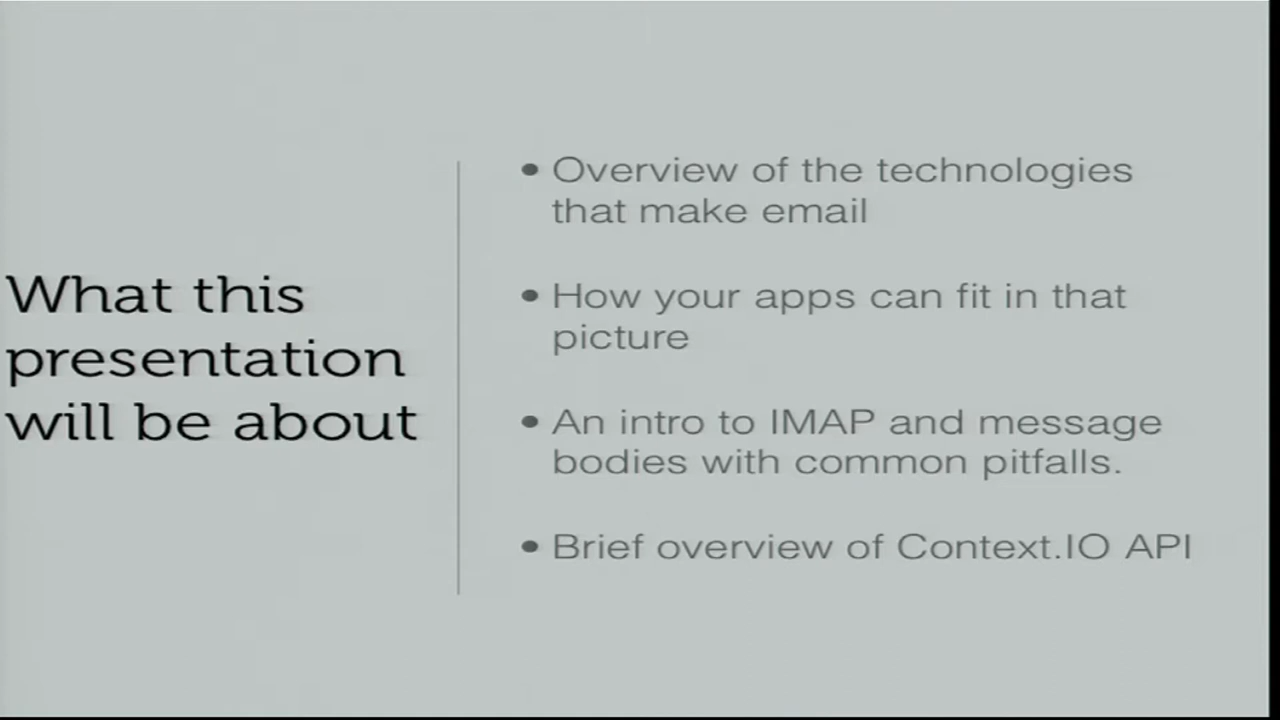 What this
presentation
will be about
• Overview of the technologies
that make email
• How your apps can fit in that
picture
• An intro to IMAP and message
bodies with common pitfalls.
• Brief overview of Context.IO API